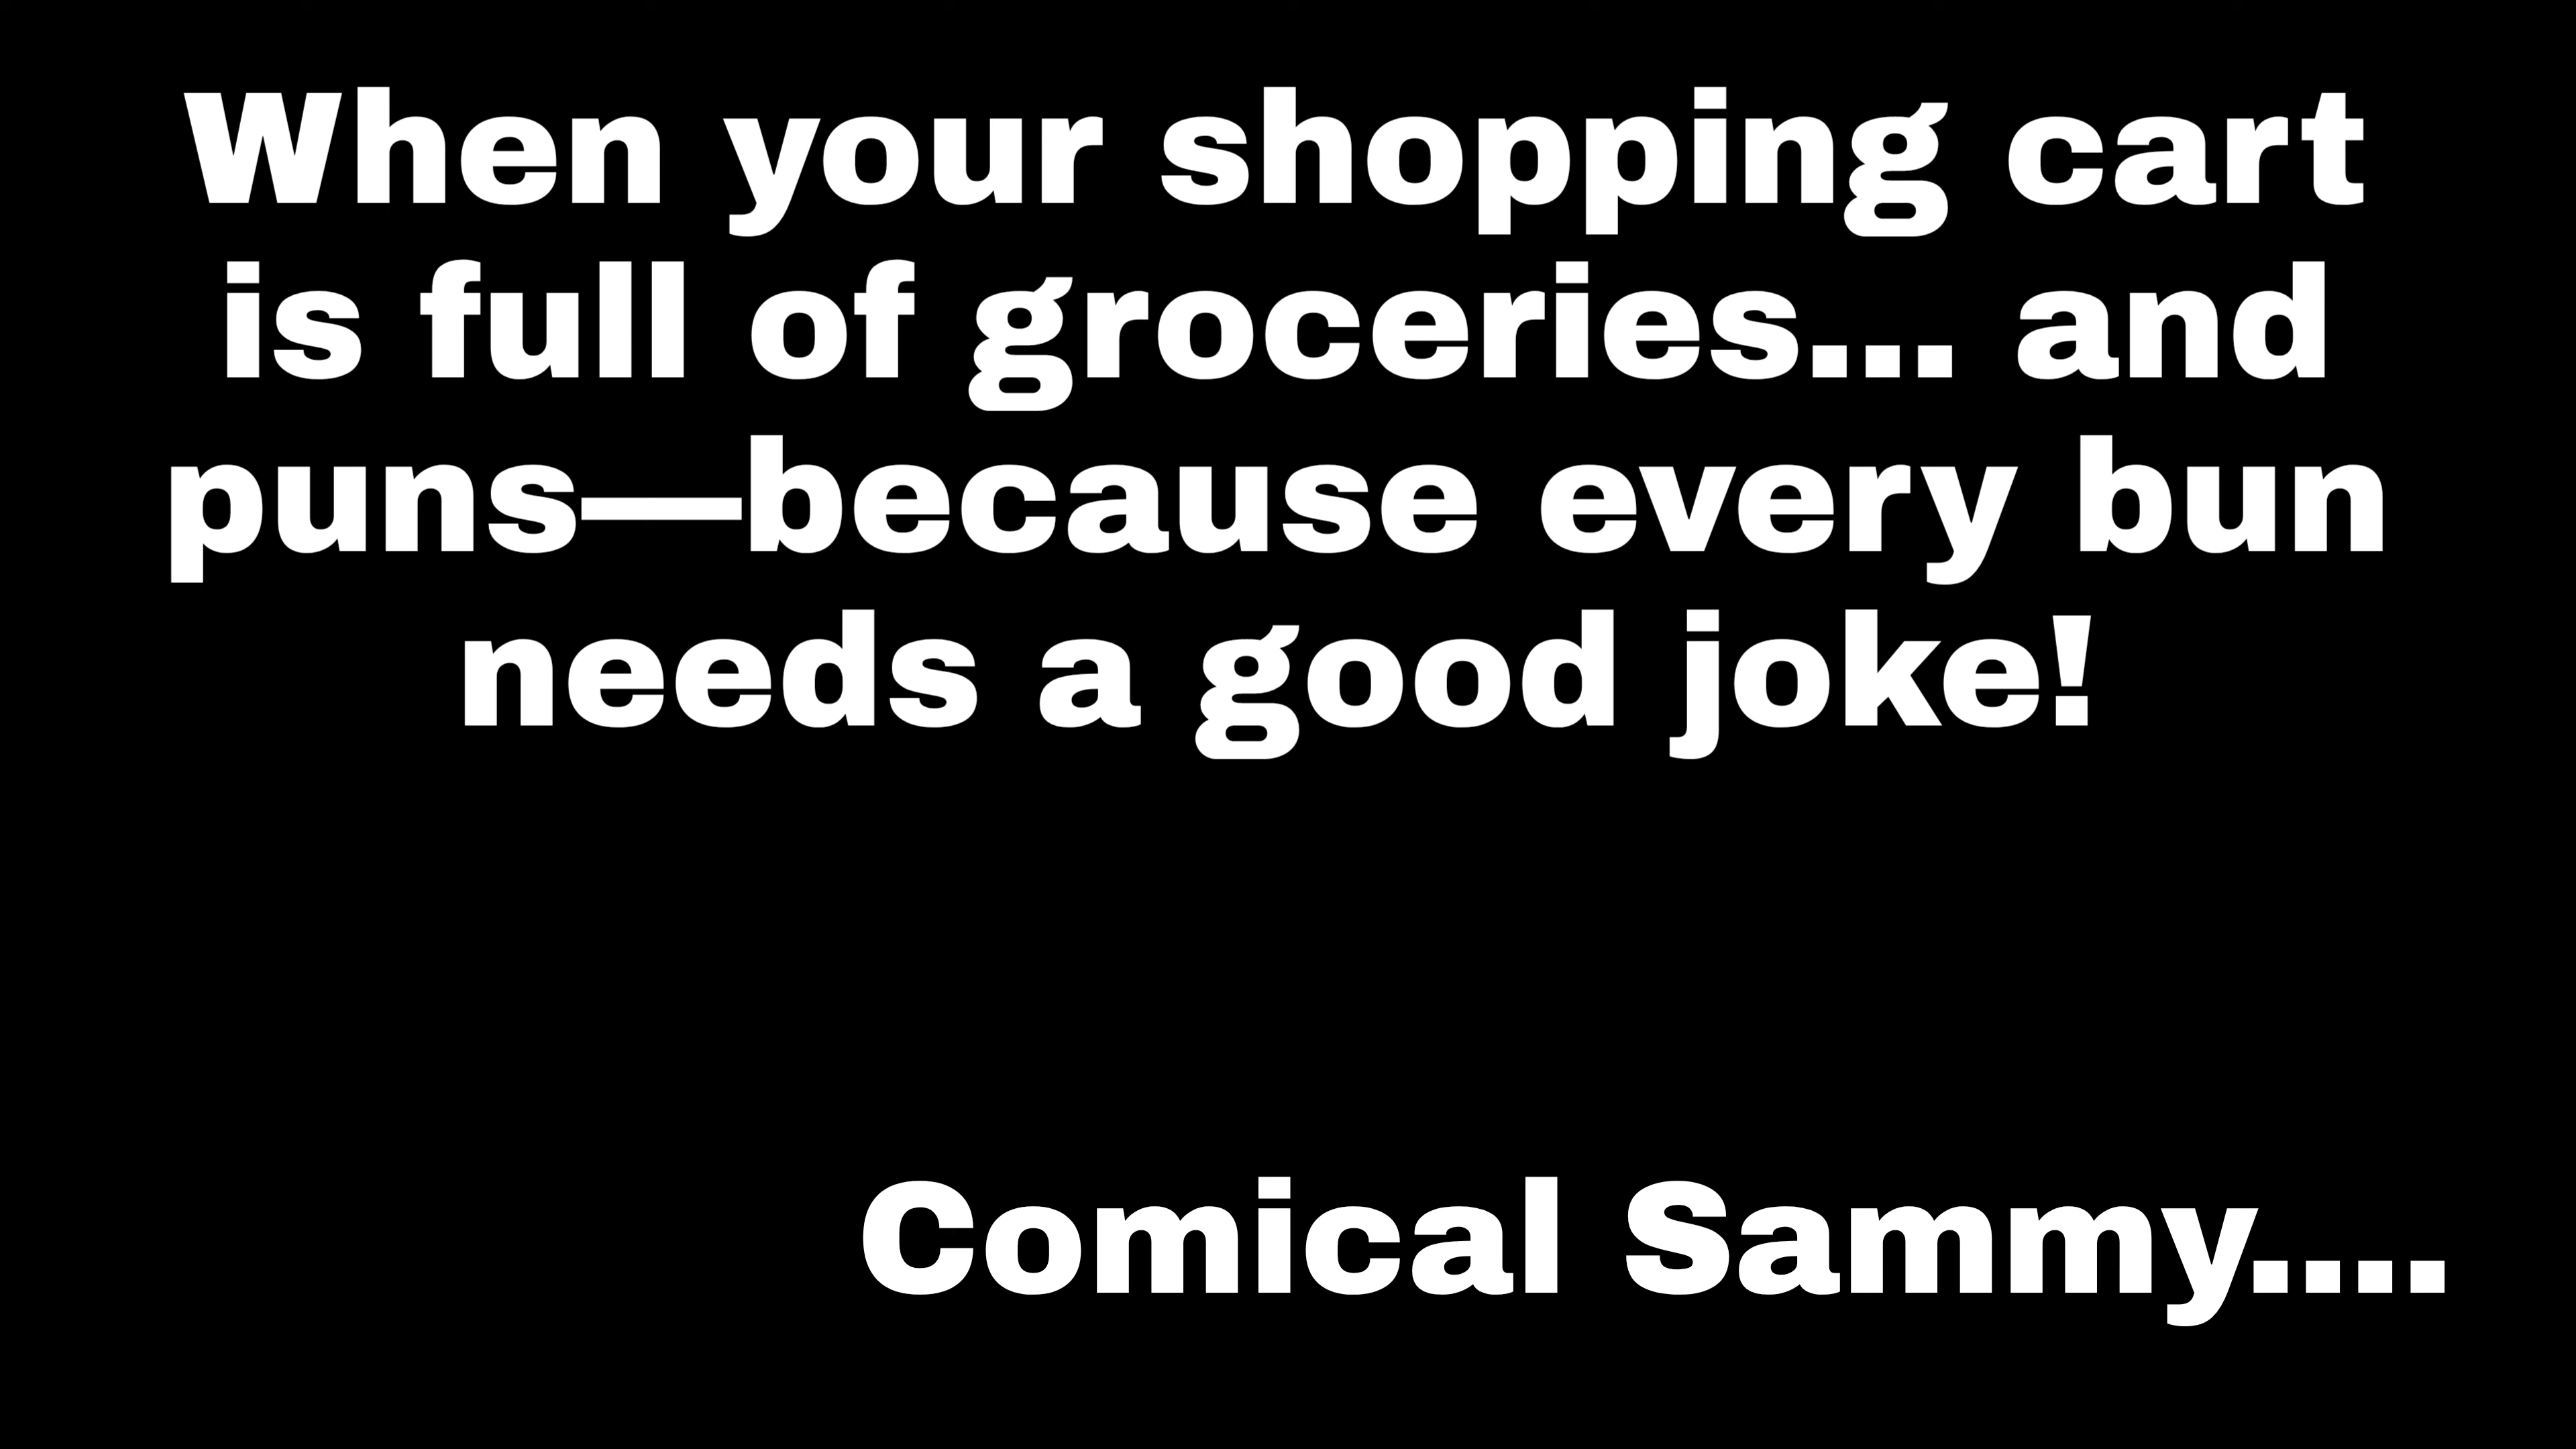 When your shopping cart
is full of groceries... and
puns—because every bun
needs a good joke!
Comical Sammy....